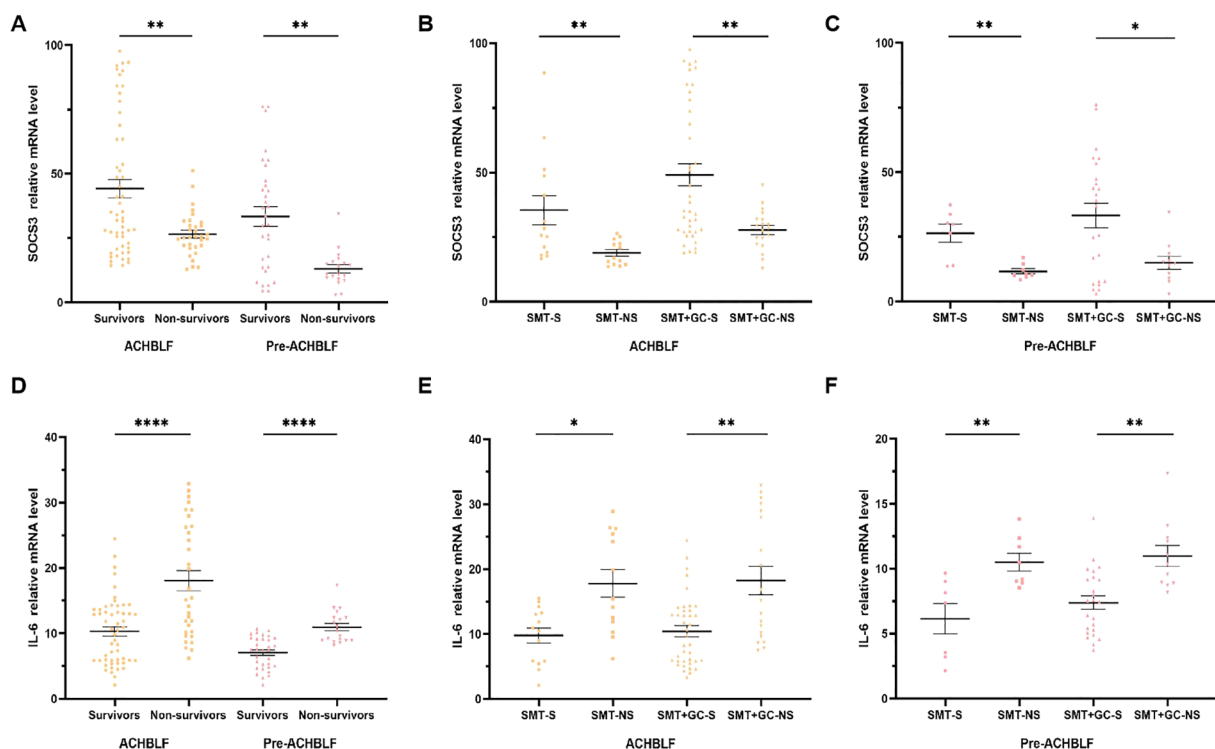 A
SOCS3 relative mRNA level
100
50
0
** **
Survivors Non-survivors Survivors Non-survivors
ACHBLF Pre-ACHBLF
B
SOCS3 relative mRNA level
100
50
0
** **
SMT-S SMT-NS SMT+GC-S SMT+GC-NS
ACHBLF
C
SOCS3 relative mRNA level
100
50
0
** *
SMT-S SMT-NS SMT+GC-S SMT+GC-NS
Pre-ACHBLF
D
IL-6 relative mRNA level
40
30
20
10
0
**** ****
Survivors Non-survivors Survivors Non-survivors
ACHBLF Pre-ACHBLF
E
IL-6 relative mRNA level
40
30
20
10
0
* **
SMT-S SMT-NS SMT+GC-S SMT+GC-NS
ACHBLF
F
IL-6 relative mRNA level
20
15
10
5
0
** **
SMT-S SMT-NS SMT+GC-S SMT+GC-NS
Pre-ACHBLF